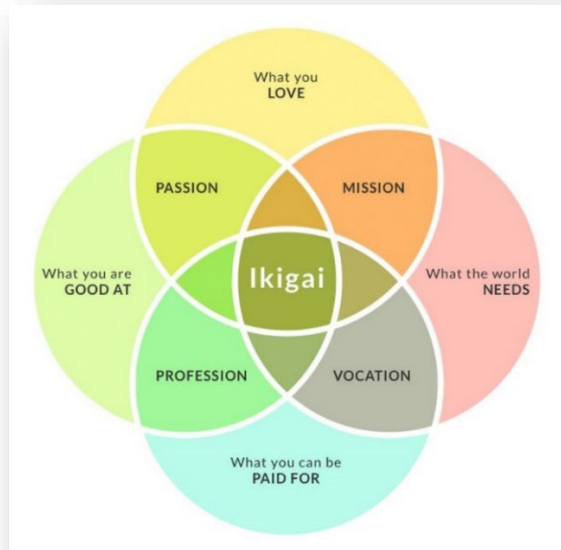 What you
LOVE
PASSION
MISSION
What you are
GOOD AT
Ikigai
What the world
NEEDS
PROFESSION
VOCATION
What you can be
PAID FOR